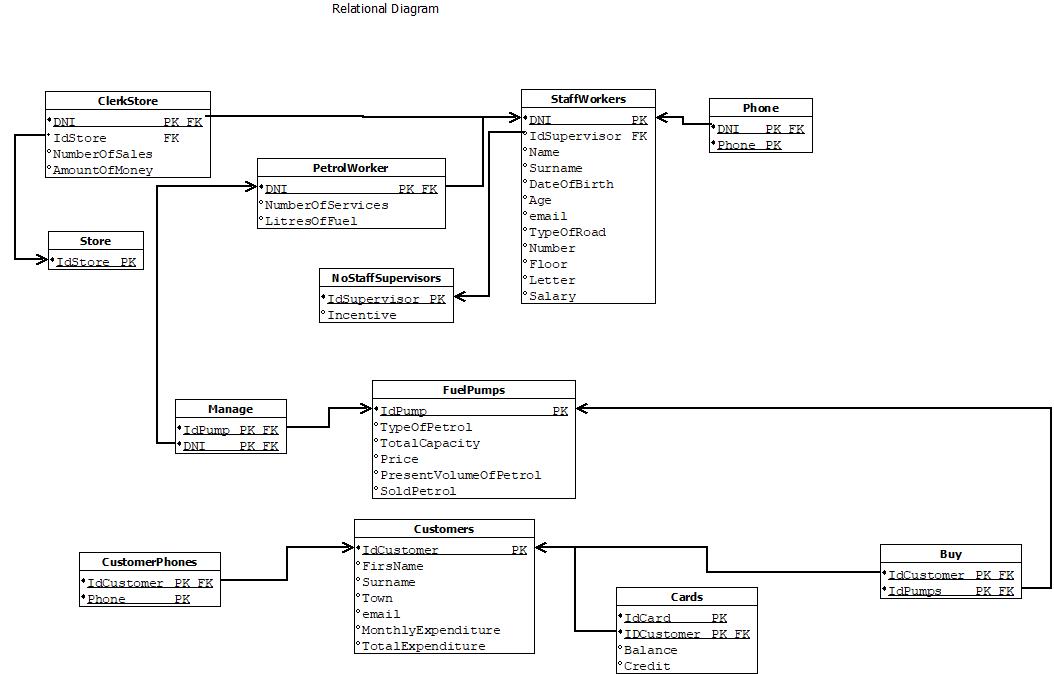 Relational Diagram
ClerkStore
DNI PK FK
IdStore FK
NumberOfSales
AmountOfMoney
StaffWorkers
DNI PK
IdSupervisor FK
Name
Surname
DateOfBirth
Age
email
TypeOfRoad
Number
Floor
Letter
Salary
Phone
DNI PK FK
Phone PK
PetrolWorker
DNI PK FK
NumberOfServices
LitresOfFuel
Store
IdStore PK
NoStaffSupervisors
IdSupervisor PK
Incentive
FuelPumps
IdPump PK
TypeOfPetrol
TotalCapacity
Price
PresentVolumeOfPetrol
SoldPetrol
Manage
IdPump PK FK
DNI PK FK
Customers
IdCustomer PK
FirsName
Surname
Town
email
MonthlyExpenditure
TotalExpenditure
CustomerPhones
IdCustomer PK FK
Phone PK
Buy
IdCustomer PK FK
IdPumps PK FK
Cards
IdCard PK
IDCustomer PK FK
Balance
Credit